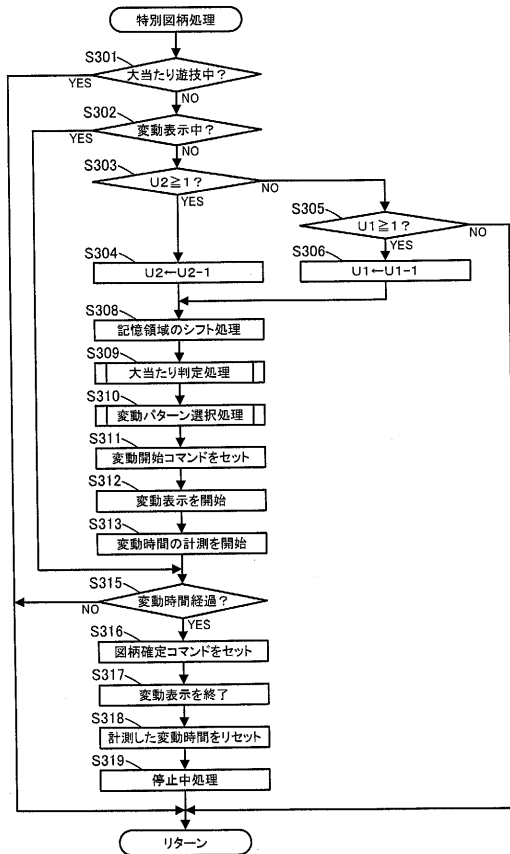 特別図柄処理
S301
大当たり遊技中？
YES
NO
S302
変動表示中？
YES
NO
S303
U2≧1？
NO
YES
S305
U1≧1？
NO
YES
S304
U2←U2-1
S306
U1←U1-1
S308
記憶領域のシフト処理
S309
大当たり判定処理
S310
変動パターン選択処理
S311
変動開始コマンドをセット
S312
変動表示を開始
S313
変動時間の計測を開始
S315
変動時間経過？
NO
YES
S316
図柄確定コマンドをセット
S317
変動表示を終了
S318
計測した変動時間をリセット
S319
停止中処理
リターン